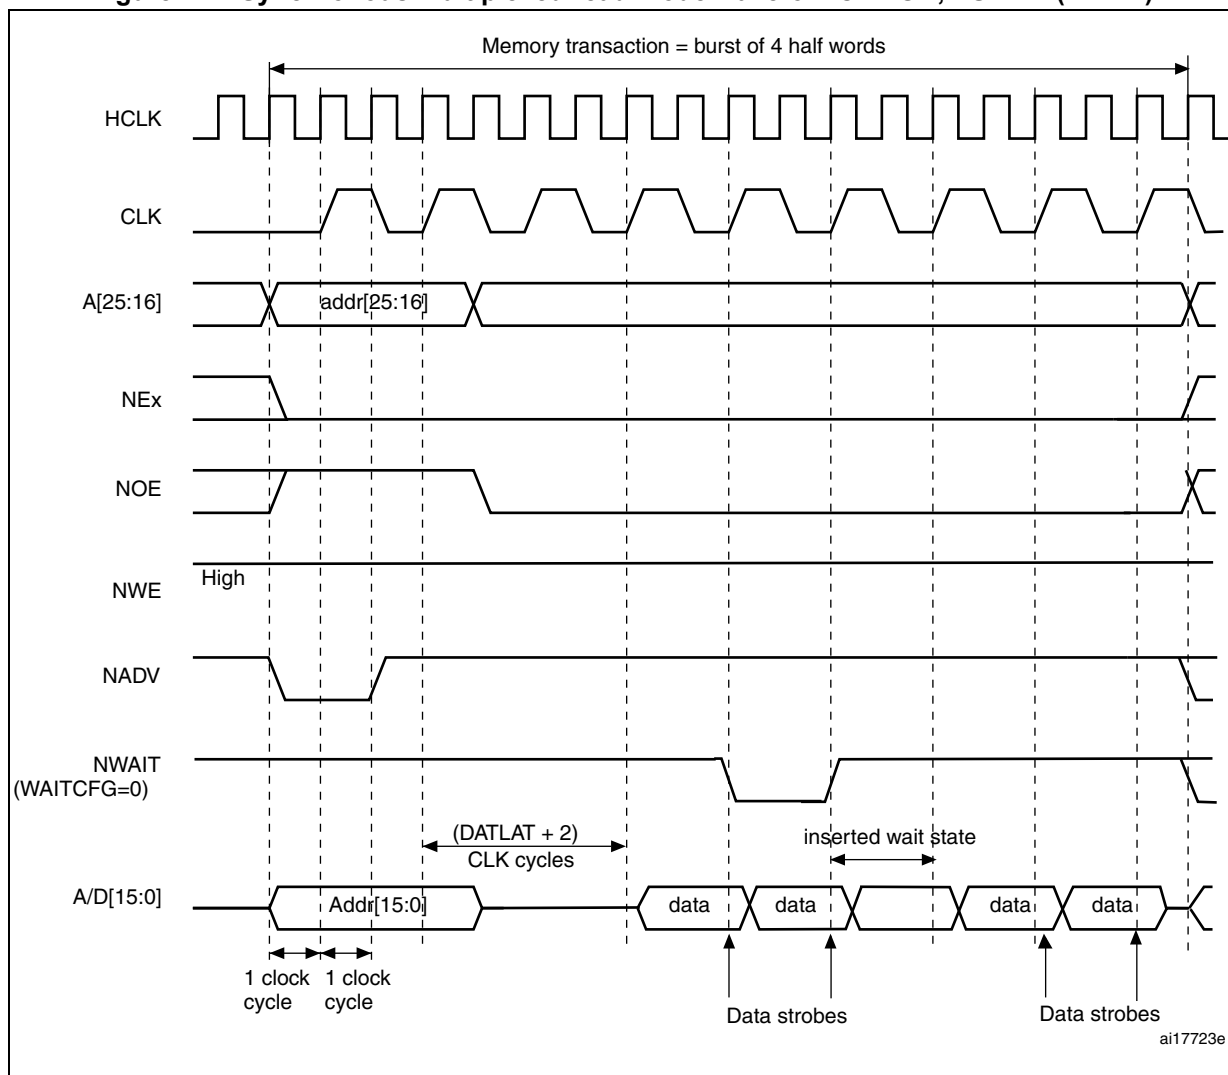 Memory transaction = burst of 4 half words
HCLK
CLK
A[25:16]
addr[25:16]
NEx
NOE
High
NWE
NADV
NWAIT
(WAITCFG=0)
(DATLAT + 2)
CLK cycles
inserted wait state
A/D[15:0]
Addr[15:0]
data
data
data
data
1 clock
cycle
1 clock
cycle
Data strobes
Data strobes
ai17723e